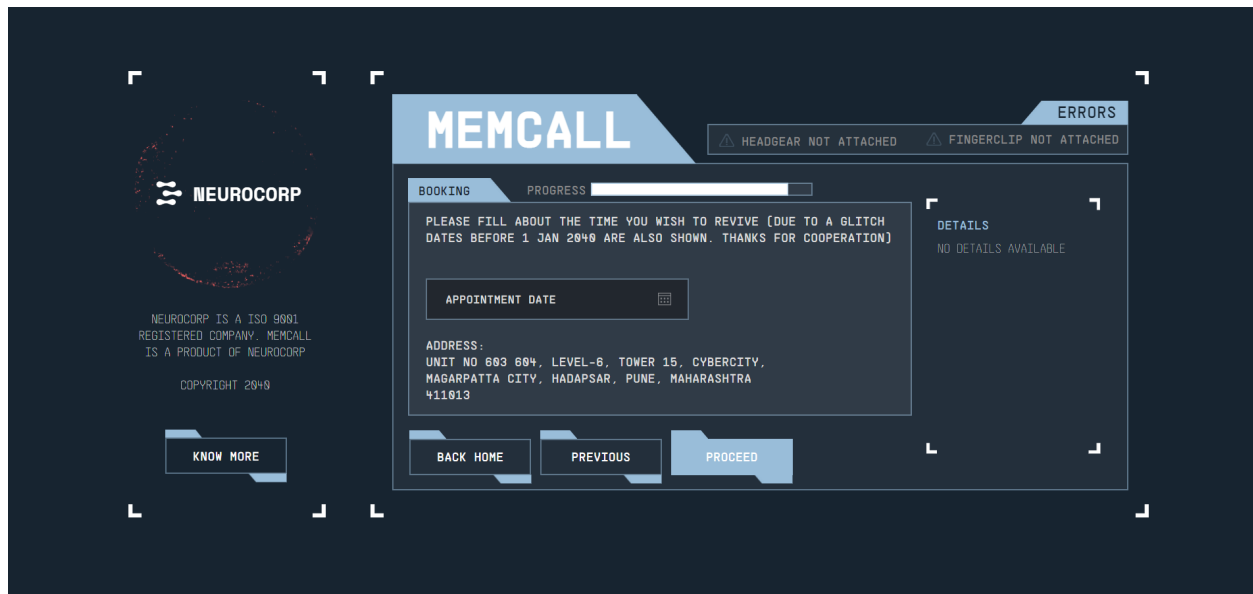 NEUROCORP
NEUROCORP IS A ISO 9001
REGISTERED COMPANY. MEMCALL
IS A PRODUCT OF NEUROCORP
COPYRIGHT 2040
KNOW MORE
MEMCALL
ERRORS
HEADGEAR NOT ATTACHED
FINGERCLIP NOT ATTACHED
BOOKING
PROGRESS
PLEASE FILL ABOUT THE TIME YOU WISH TO REVIVE (DUE TO A GLITCH
DATES BEFORE 1 JAN 2040 ARE ALSO SHOWN. THANKS FOR COOPERATION)
APPOINTMENT DATE
ADDRESS:
UNIT NO 603 604, LEVEL-6, TOWER 15, CYBERCITY,
MAGARPATTA CITY, HADAPSAR, PUNE, MAHARASHTRA
411013
DETAILS
NO DETAILS AVAILABLE
BACK HOME
PREVIOUS
PROCEED